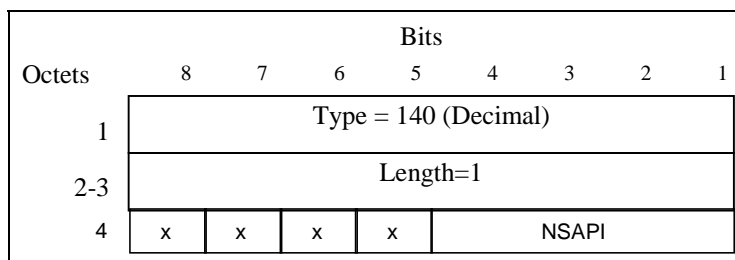 Bits
Octets 8 7 6 5 4 3 2 1
1 Type = 140 (Decimal)
2-3 Length=1
4 x x x x NSAPI